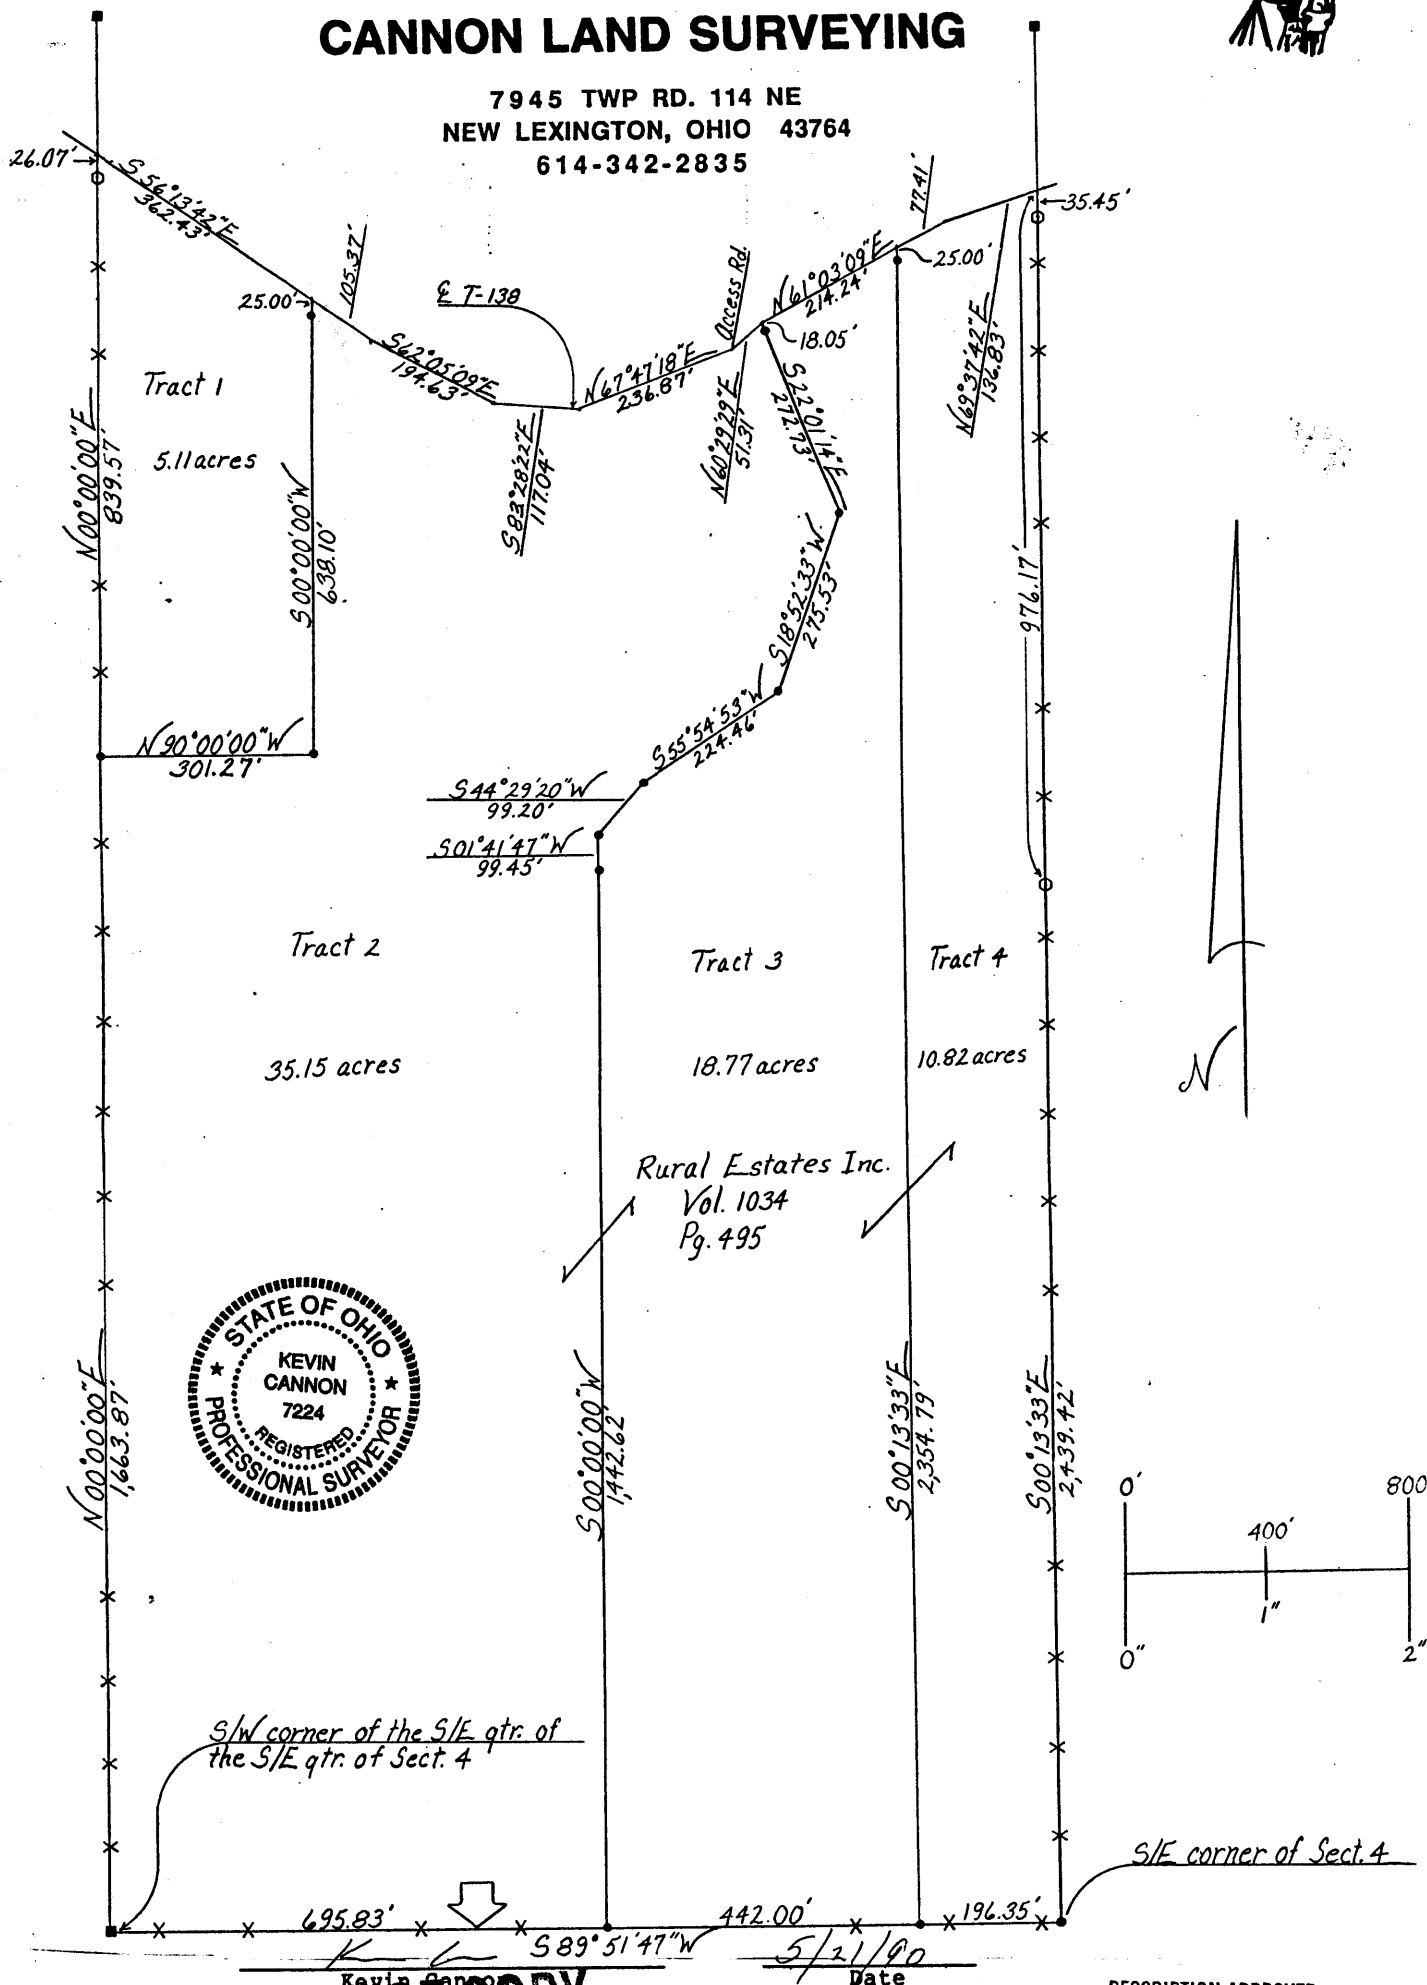 CANNON LAND SURVEYING
7945 TWP RD. 114 NE
NEW LEXINGTON, OHIO 43764
614-342-2835
26.07'
S 56°13'42"E
362.43'
25.00'
105.37'
℄ T-138
S62°05'09"E
194.63'
S83°28'22"E
117.04'
N67°47'18"E
236.87'
Access Rd.
N60°29'29"E
51.31'
N61°03'09"E
214.24'
18.05'
77.41'
25.00'
N69°37'42"E
136.83'
35.45'
Tract 1
5.11 acres
N00°00'00"E
839.57
S00°00'00"W
638.10'
N90°00'00"W
301.27'
S22°01'14"E
272.73'
S18°52'33"W
275.53'
S55°54'53"W
224.46'
S44°29'20"W
99.20'
S01°41'47"W
99.45'
976.17'
Tract 2
35.15 acres
Tract 3
18.77 acres
Tract 4
10.82 acres
N
Rural Estates Inc.
Vol. 1034
Pg. 495
STATE OF OHIO
KEVIN
CANNON
7224
REGISTERED
PROFESSIONAL SURVEYOR
N00°00'00"E
1,663.87'
S00°00'00"W
1,442.62
S00°13'33"E
2,354.79'
S00°13'33"E
2,439.42'
0' 800
400'
1"
0" 2"
S/W corner of the S/E qtr. of
the S/E qtr. of Sect. 4
S/E corner of Sect. 4
695.83' 442.00' 196.35'
S89°51'47"W
5/21/90
Kevin
Date